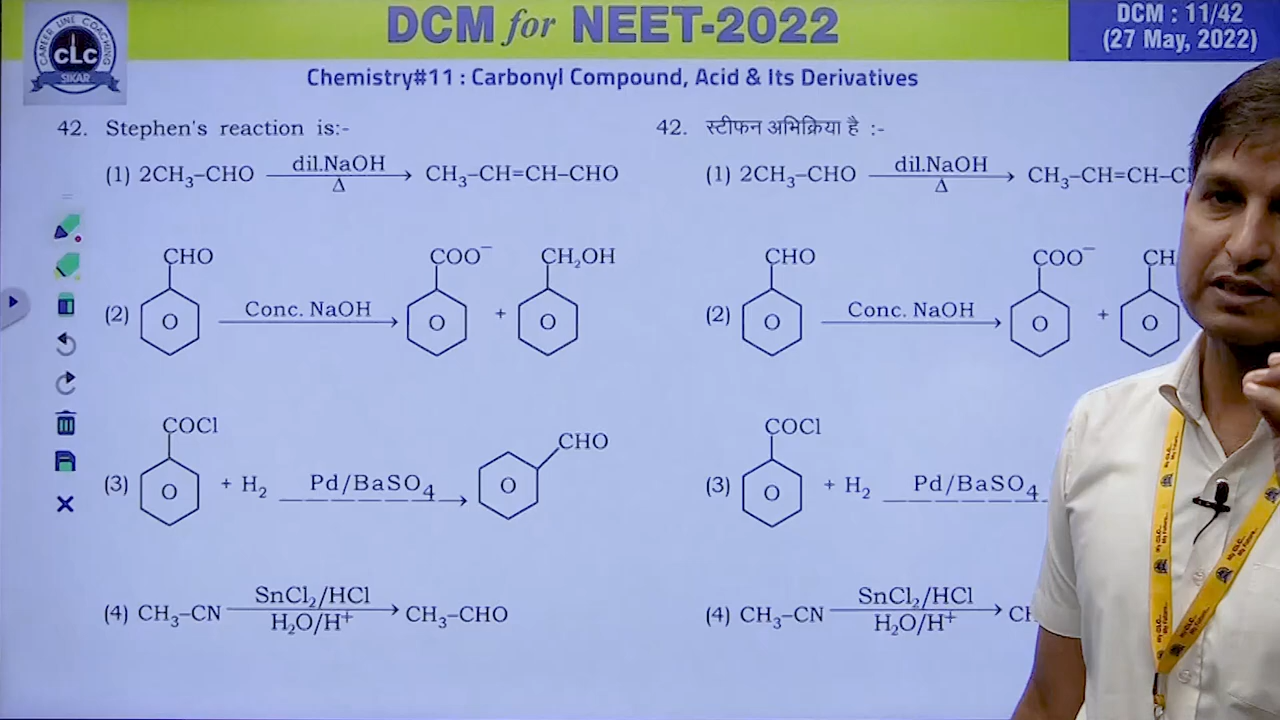 DCM for NEET-2022
DCM : 11/42
(27 May, 2022)
CAREER LINE COACHING
CLC
SIKAR
Chemistry#11 : Carbonyl Compound, Acid & Its Derivatives
42. Stephen's reaction is:-
(1) 2CH₃–CHO dil.NaOH Δ → CH₃–CH=CH–CHO
(2) CHO O Conc. NaOH → COO⁻ O + CH₂OH O
(3) COCl O + H₂ Pd/BaSO₄ → CHO O
(4) CH₃–CN SnCl₂/HCl H₂O/H⁺ → CH₃–CHO
42. स्टीफन अभिक्रिया है :-
(1) 2CH₃–CHO dil.NaOH Δ → CH₃–CH=CH–C
(2) CHO O Conc. NaOH → COO⁻ O + CH O
(3) COCl O + H₂ Pd/BaSO₄
(4) CH₃–CN SnCl₂/HCl H₂O/H⁺ → CH